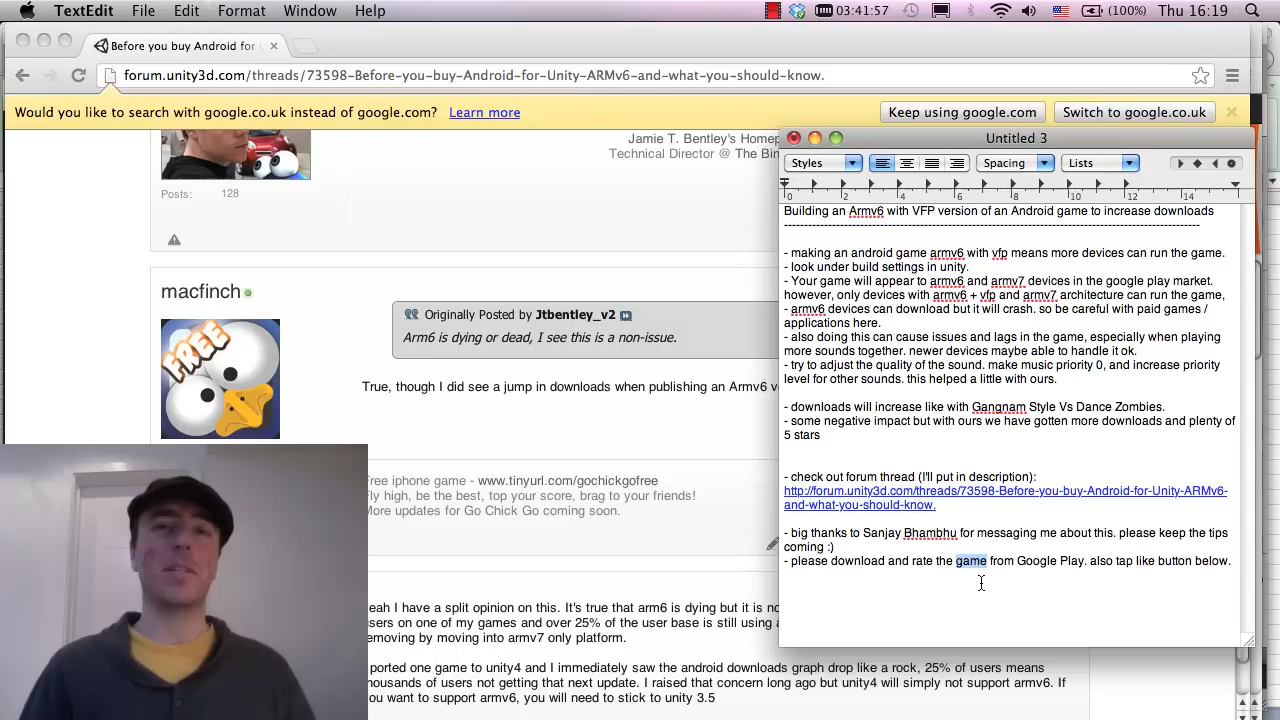 TextEdit File Edit Format Window Help 03:41:57 (100%) Thu 16:19
Before you buy Android for
forum.unity3d.com/threads/73598-Before-you-buy-Android-for-Unity-ARMv6-and-what-you-should-know.
Would you like to search with google.co.uk instead of google.com? Learn more Keep using google.com Switch to google.co.uk
Jamie T. Bentley's Homep
Technical Director @ The Bin
Posts: 128
macfinch
Originally Posted by Jtbentley_v2
Arm6 is dying or dead, I see this is a non-issue.
True, though I did see a jump in downloads when publishing an Armv6 v
FREE
Free iphone game - www.tinyurl.com/gochickgofree
Fly high, be the best, top your score, brag to your friends!
More updates for Go Chick Go coming soon.
eah I have a split opinion on this. It's true that arm6 is dying but it is no
sers on one of my games and over 25% of the user base is still using a
emoving by moving into armv7 only platform.
ported one game to unity4 and I immediately saw the android downloads graph drop like a rock, 25% of users means
housands of users not getting that next update. I raised that concern long ago but unity4 will simply not support armv6. If
ou want to support armv6, you will need to stick to unity 3.5
Untitled 3
Styles Spacing Lists
0 2 4 6 8 10 12 14
Building an Armv6 with VFP version of an Android game to increase downloads
--------------------------------------------------------------------------------------------------------
- making an android game armv6 with vfp means more devices can run the game.
- look under build settings in unity.
- Your game will appear to armv6 and armv7 devices in the google play market.
however, only devices with armv6 + vfp and armv7 architecture can run the game,
- armv6 devices can download but it will crash. so be careful with paid games /
applications here.
- also doing this can cause issues and lags in the game, especially when playing
more sounds together. newer devices maybe able to handle it ok.
- try to adjust the quality of the sound. make music priority 0, and increase priority
level for other sounds. this helped a little with ours.
- downloads will increase like with Gangnam Style Vs Dance Zombies.
- some negative impact but with ours we have gotten more downloads and plenty of
5 stars
- check out forum thread (I'll put in description):
http://forum.unity3d.com/threads/73598-Before-you-buy-Android-for-Unity-ARMv6-
and-what-you-should-know.
- big thanks to Sanjay Bhambhu for messaging me about this. please keep the tips
coming :)
- please download and rate the game from Google Play. also tap like button below.